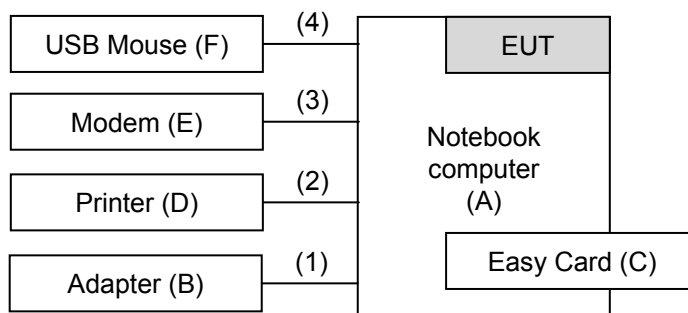 USB Mouse (F)
(4)
EUT
Modem (E)
(3)
Notebook
computer
(A)
Printer (D)
(2)
Adapter (B)
(1)
Easy Card (C)